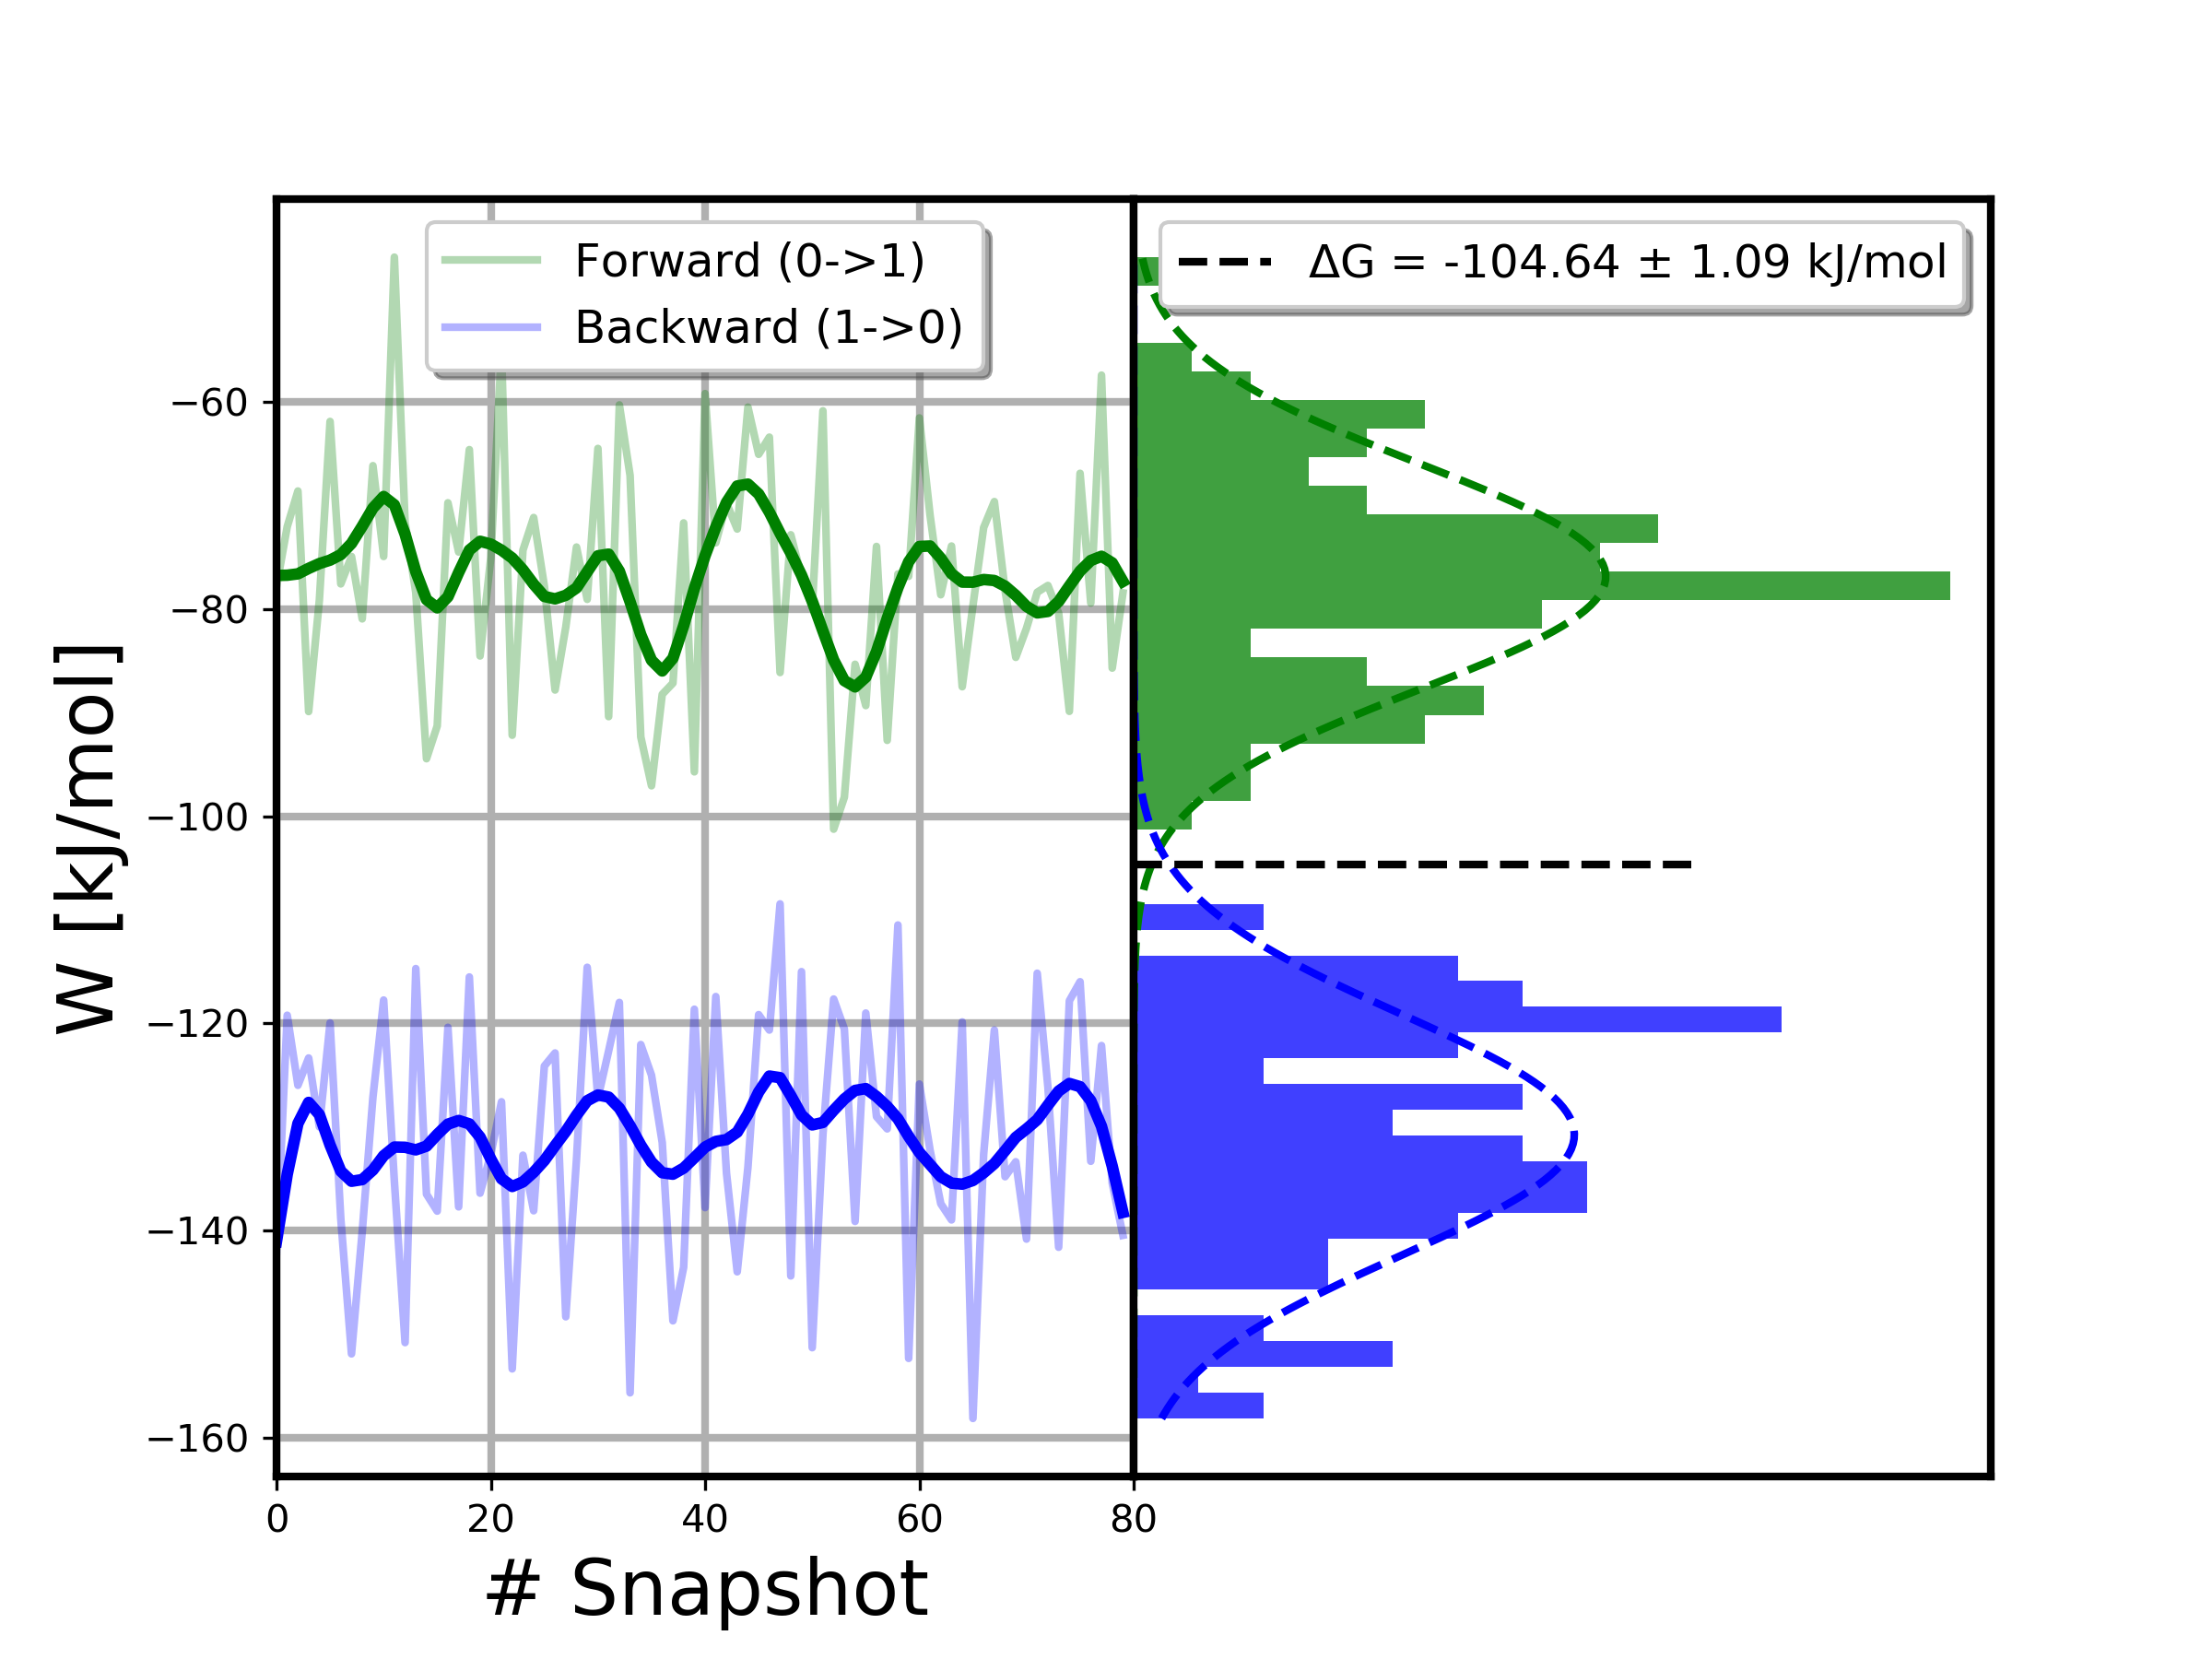 Forward (0->1)
Backward (1->0)
ΔG = -104.64 ± 1.09 kJ/mol
W [kJ/mol]
−60
−80
−100
−120
−140
−160
0 20 40 60 80
# Snapshot